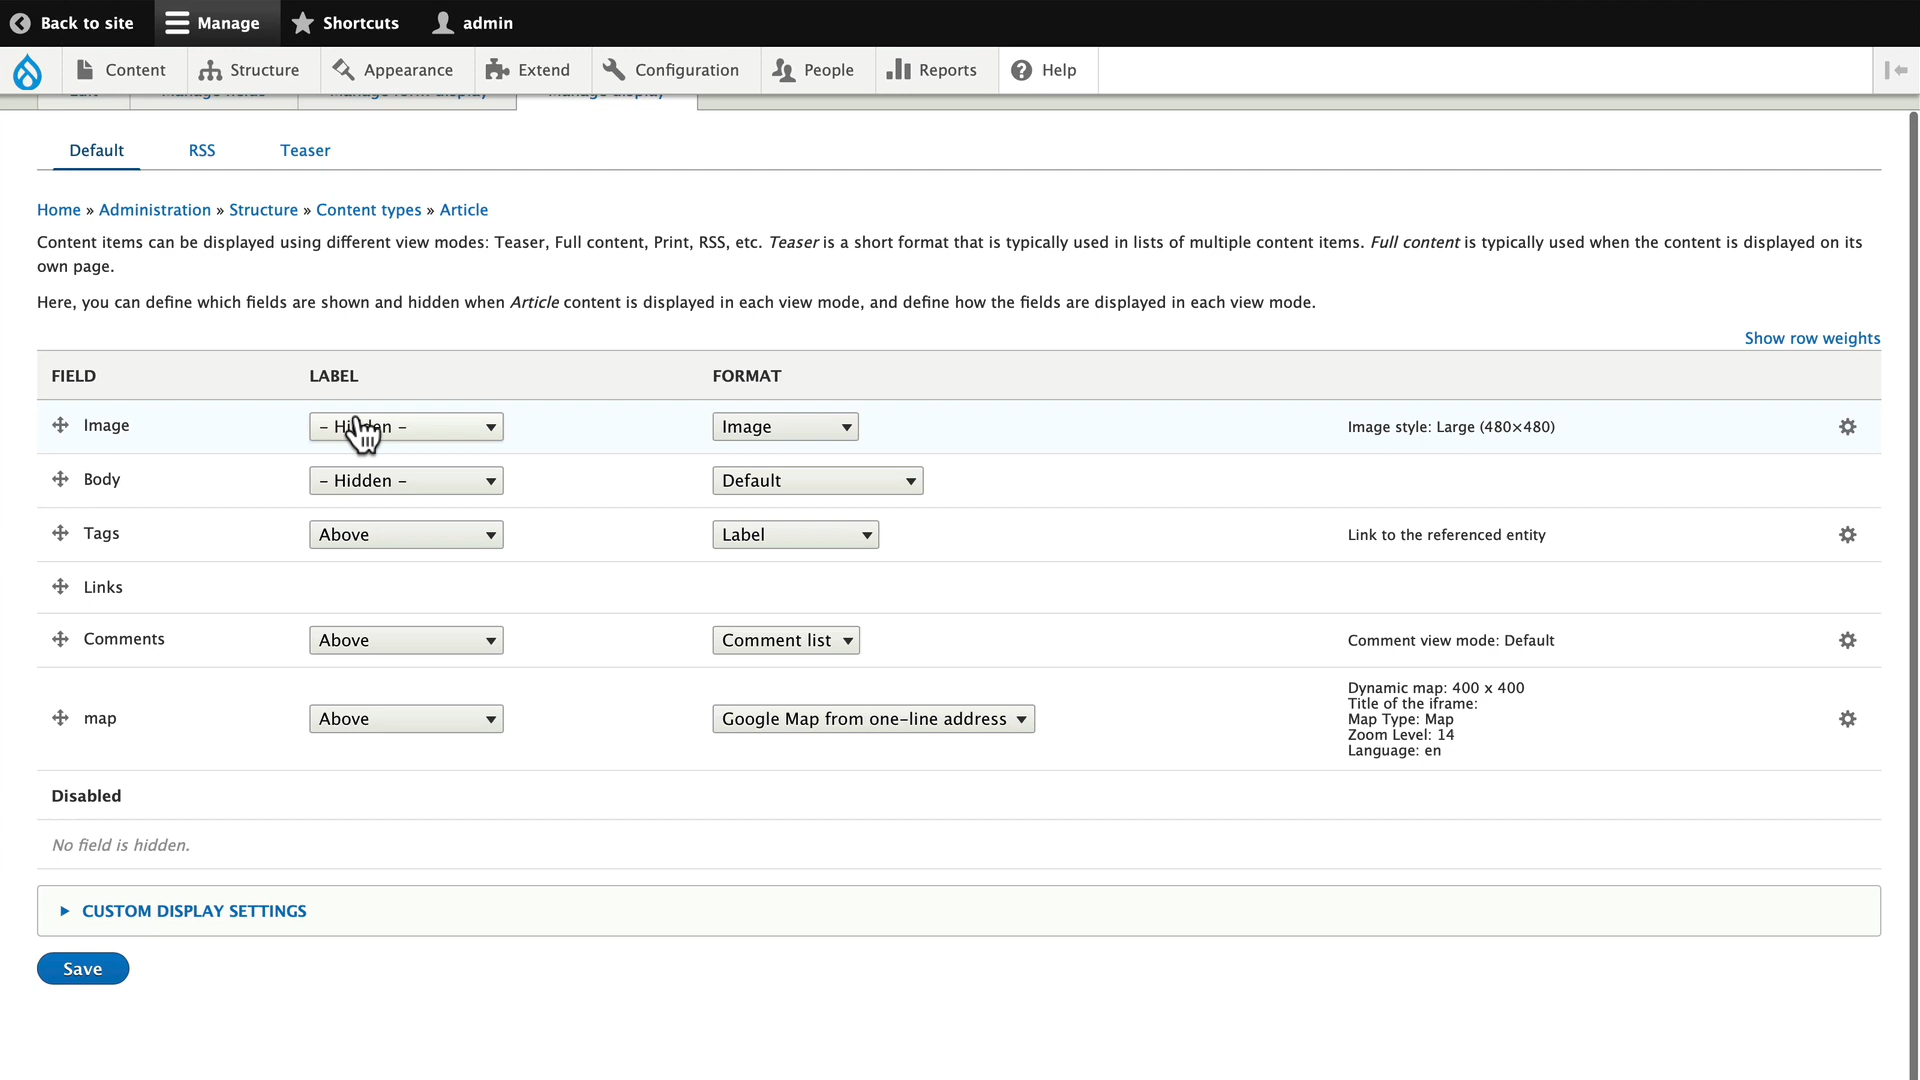 Back to site Manage Shortcuts admin
Content Structure Appearance Extend Configuration People Reports Help
Edit Manage fields Manage form display Manage display
Default RSS Teaser
Home » Administration » Structure » Content types » Article
Content items can be displayed using different view modes: Teaser, Full content, Print, RSS, etc. Teaser is a short format that is typically used in lists of multiple content items. Full content is typically used when the content is displayed on its
own page.
Here, you can define which fields are shown and hidden when Article content is displayed in each view mode, and define how the fields are displayed in each view mode.
Show row weights
FIELD LABEL FORMAT
Image - Hidden - Image Image style: Large (480×480)
Body - Hidden - Default
Tags Above Label Link to the referenced entity
Links
Comments Above Comment list Comment view mode: Default
map Above Google Map from one-line address
Dynamic map: 400 x 400
Title of the iframe:
Map Type: Map
Zoom Level: 14
Language: en
Disabled
No field is hidden.
CUSTOM DISPLAY SETTINGS
Save